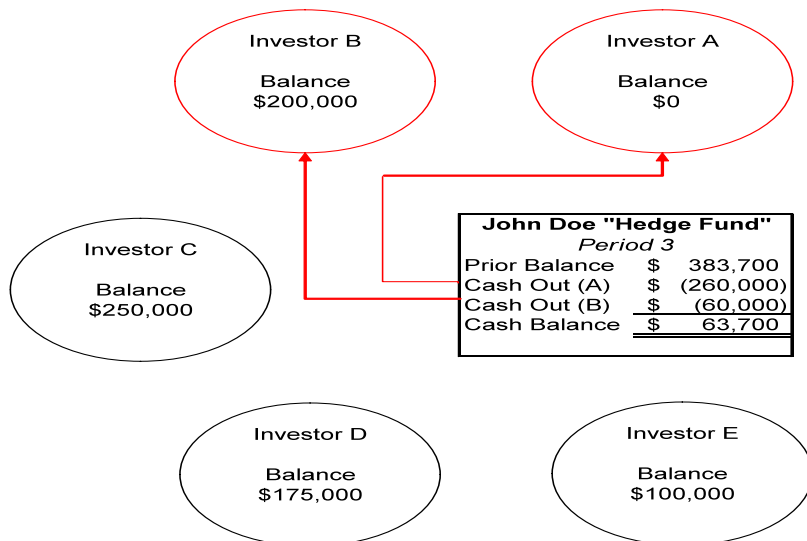 Investor B
Balance
$200,000
Investor A
Balance
$0
Investor C
Balance
$250,000
John Doe "Hedge Fund"
Period 3
Prior Balance $ 383,700
Cash Out (A) $ (260,000)
Cash Out (B) $ (60,000)
Cash Balance $ 63,700
Investor D
Balance
$175,000
Investor E
Balance
$100,000